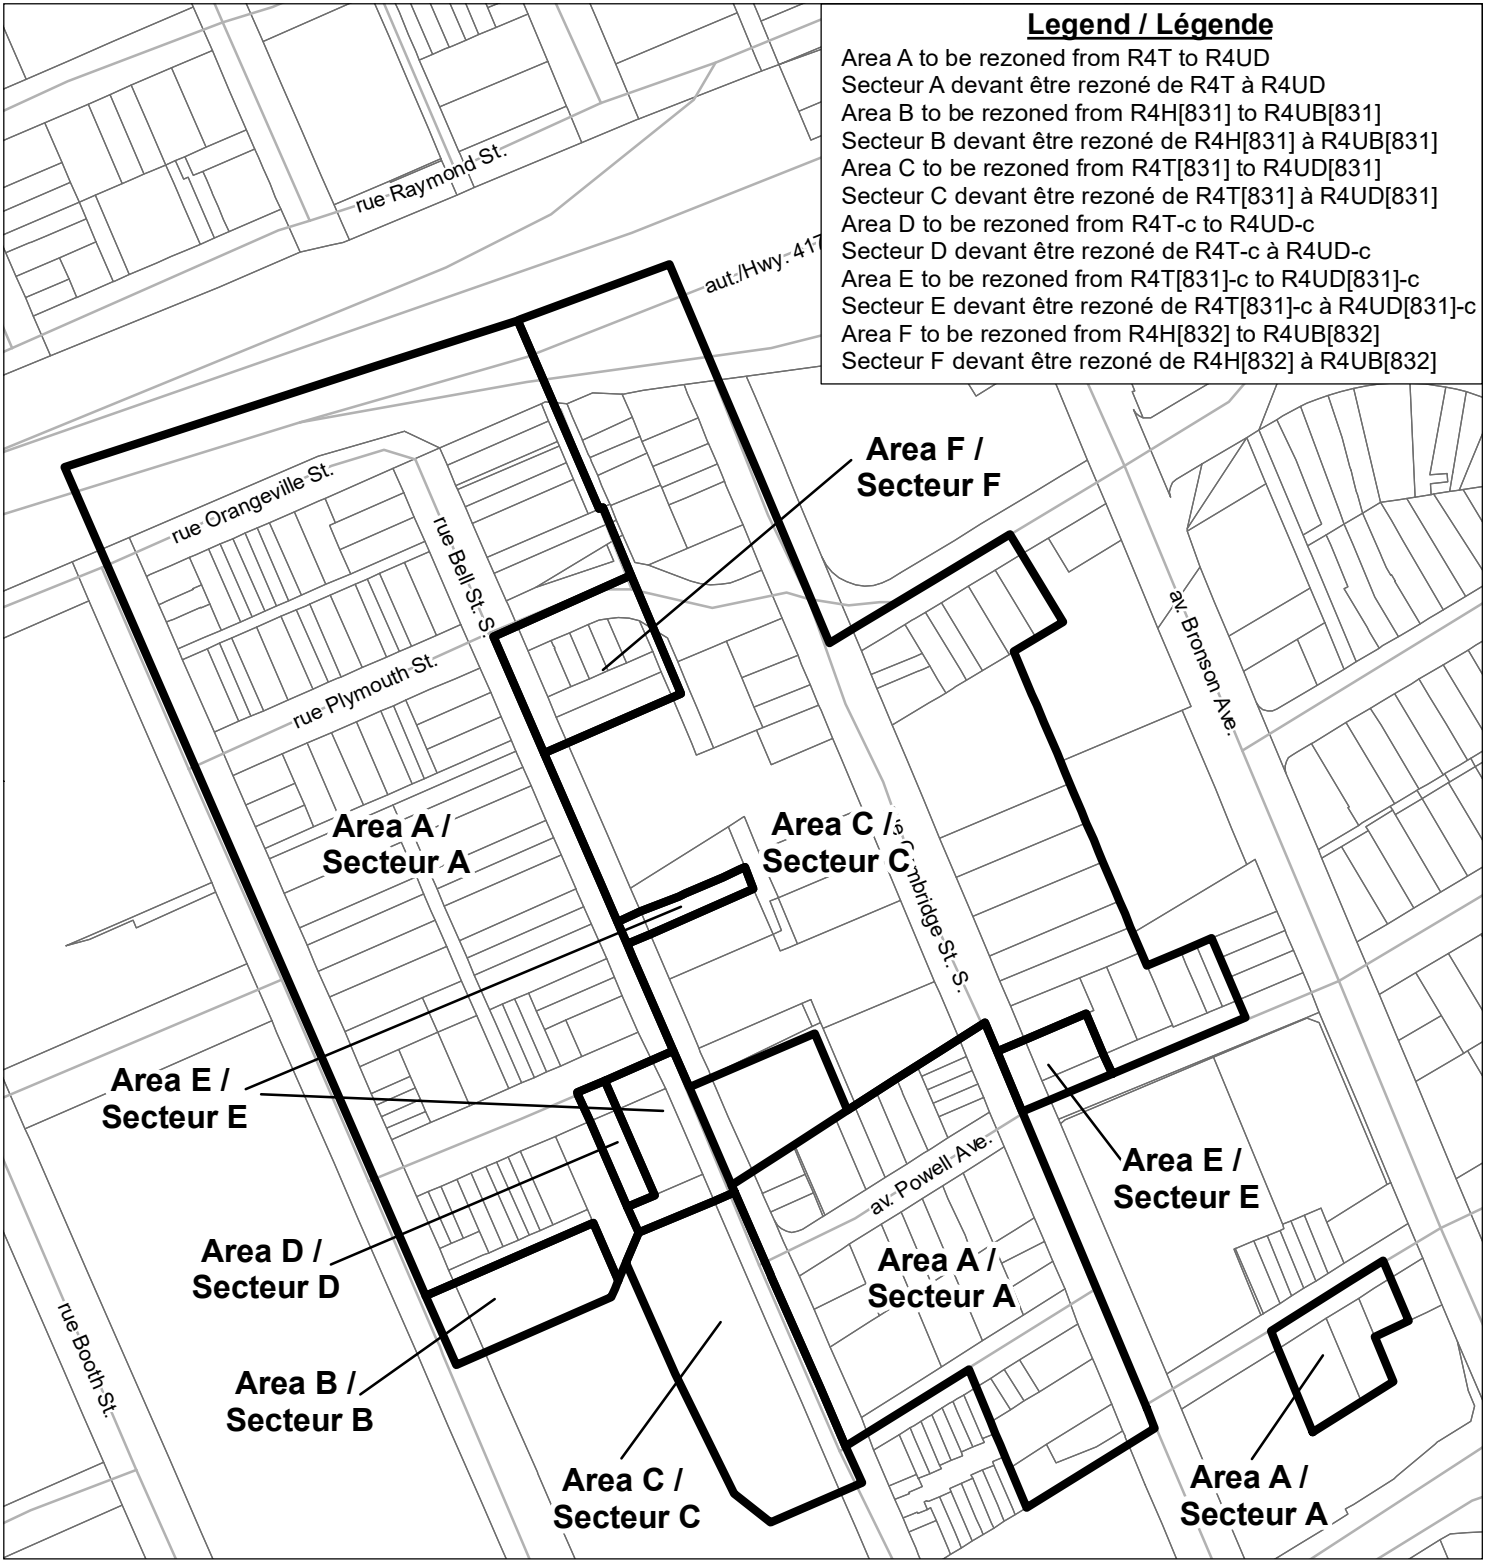 Legend / Légende
Area A to be rezoned from R4T to R4UD
Secteur A devant être rezoné de R4T à R4UD
Area B to be rezoned from R4H[831] to R4UB[831]
Secteur B devant être rezoné de R4H[831] à R4UB[831]
Area C to be rezoned from R4T[831] to R4UD[831]
Secteur C devant être rezoné de R4T[831] à R4UD[831]
Area D to be rezoned from R4T-c to R4UD-c
Secteur D devant être rezoné de R4T-c à R4UD-c
Area E to be rezoned from R4T[831]-c to R4UD[831]-c
Secteur E devant être rezoné de R4T[831]-c à R4UD[831]-c
Area F to be rezoned from R4H[832] to R4UB[832]
Secteur F devant être rezoné de R4H[832] à R4UB[832]
rue Raymond St.
aut./Hwy. 417
Area F /
Secteur F
rue Orangeville St.
rue Bell St. S.
av. Bronson Ave.
rue Plymouth St.
Area A /
Secteur A
Area C /
Secteur C
St. S.
Area E /
Secteur E
av. Powell Ave.
Area E /
Secteur E
Area D /
Secteur D
Area A /
Secteur A
rue Booth St.
Area B /
Secteur B
Area C /
Secteur C
Area A /
Secteur A